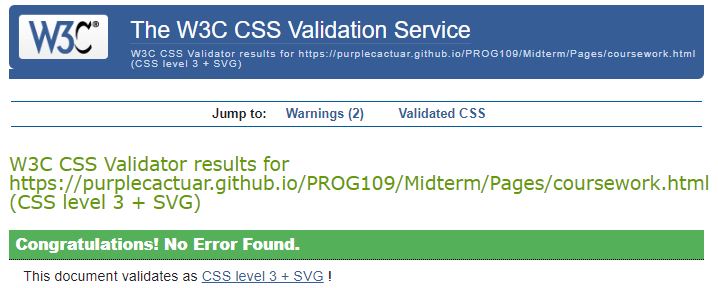 W3C® The W3C CSS Validation Service
W3C CSS Validator results for https://purplecactuar.github.io/PROG109/Midterm/Pages/coursework.html
(CSS level 3 + SVG)
Jump to: Warnings (2) Validated CSS
W3C CSS Validator results for
https://purplecactuar.github.io/PROG109/Midterm/Pages/coursework.html
(CSS level 3 + SVG)
Congratulations! No Error Found.
This document validates as CSS level 3 + SVG !